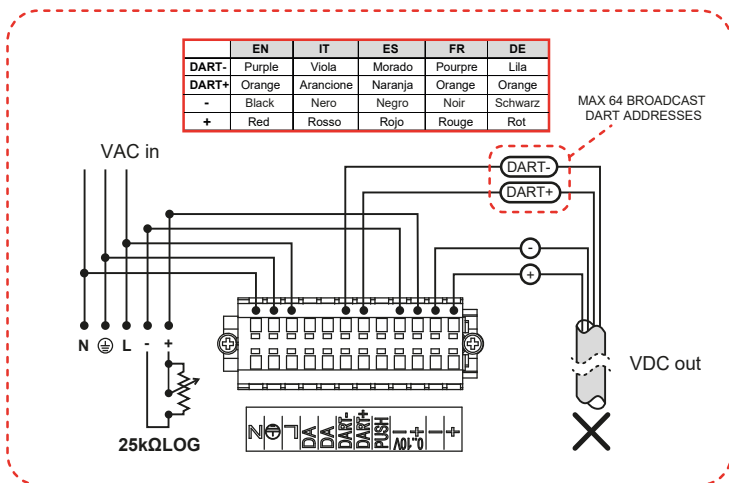 EN IT ES FR DE
DART- Purple Viola Morado Pourpre Lila
DART+ Orange Arancione Naranja Orange Orange
- Black Nero Negro Noir Schwarz
+ Red Rosso Rojo Rouge Rot
MAX 64 BROADCAST
DART ADDRESSES
VAC in
DART-
DART+
-
+
N L - +
VDC out
25kΩLOG
N
L
DA
DA
DART-
DART+
PUSH
- + 0..10V
-
+